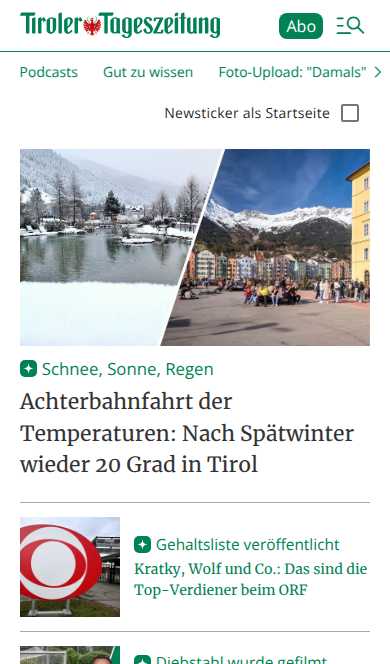 Tiroler Tageszeitung
Abo
Podcasts Gut zu wissen Foto-Upload: "Damals"
Newsticker als Startseite
Schnee, Sonne, Regen
Achterbahnfahrt der
Temperaturen: Nach Spätwinter
wieder 20 Grad in Tirol
Gehaltsliste veröffentlicht
Kratky, Wolf und Co.: Das sind die
Top-Verdiener beim ORF
Diebstahl wurde gefilmt